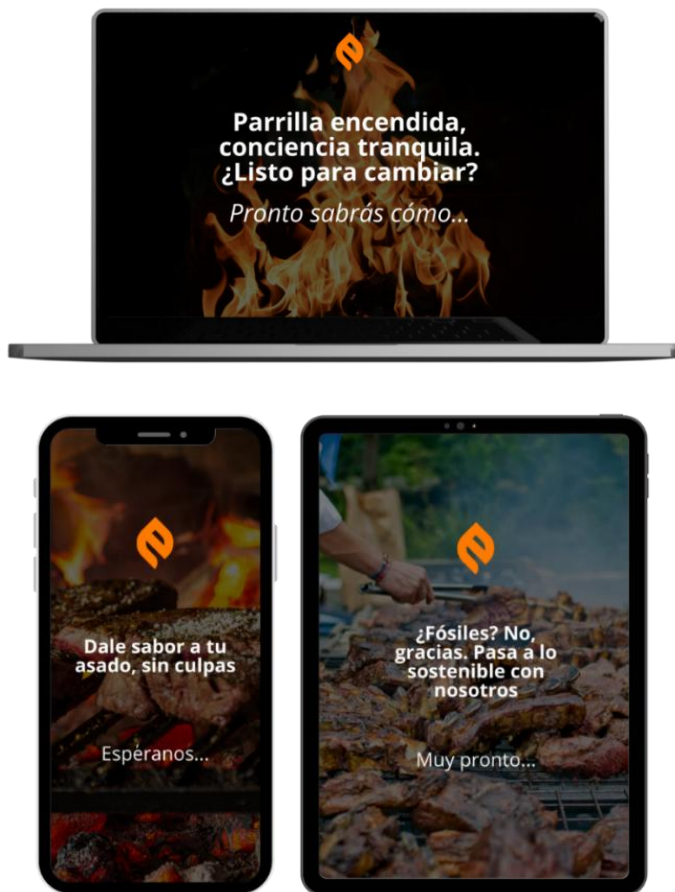 Parrilla encendida,
conciencia tranquila.
¿Listo para cambiar?
Pronto sabrás cómo...
Dale sabor a tu
asado, sin culpas
Espéranos...
¿Fósiles? No,
gracias. Pasa a lo
sostenible con
nosotros
Muy pronto...